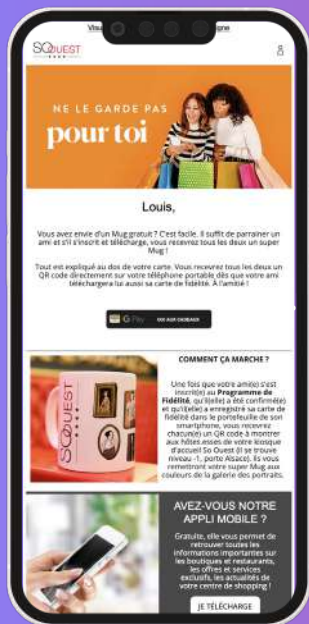 SO OUEST
NE LE GARDE PAS
pour toi
Louis,
Vous avez envie d'un Mug gratuit ? C'est facile. Il suffit de parrainer un
ami et s'il s'inscrit et télécharge, vous recevrez tous les deux un super
Mug !
Tout est expliqué au dos de votre carte. Vous recevrez tous les deux un
QR code directement sur votre téléphone portable dès que votre ami
téléchargera lui aussi sa carte de fidélité. À l'amitié !
G Pay
COMMENT ÇA MARCHE ?
Une fois que votre ami(e) s'est
inscrit(e) au Programme de
Fidélité, qu'il(elle) a été confirmé(e)
et qu'il(elle) a enregistré sa carte de
fidélité dans le portefeuille de son
smartphone, vous recevrez
chacun(e) un QR code à montrer
aux hôtes.esses de votre kiosque
d'accueil So Ouest (il se trouve
niveau -1, porte Alsace). Es vous
remettront votre super Mug aux
couleurs de la galerie des portraits.
SO OUEST
AVEZ-VOUS NOTRE
APPLI MOBILE ?
Gratuite, elle vous permet de
retrouver toutes les
informations importantes sur
les boutiques et restaurants,
les offres et services
exclusifs, les actualités de
votre centre de shopping !
JE TÉLÉCHARGE